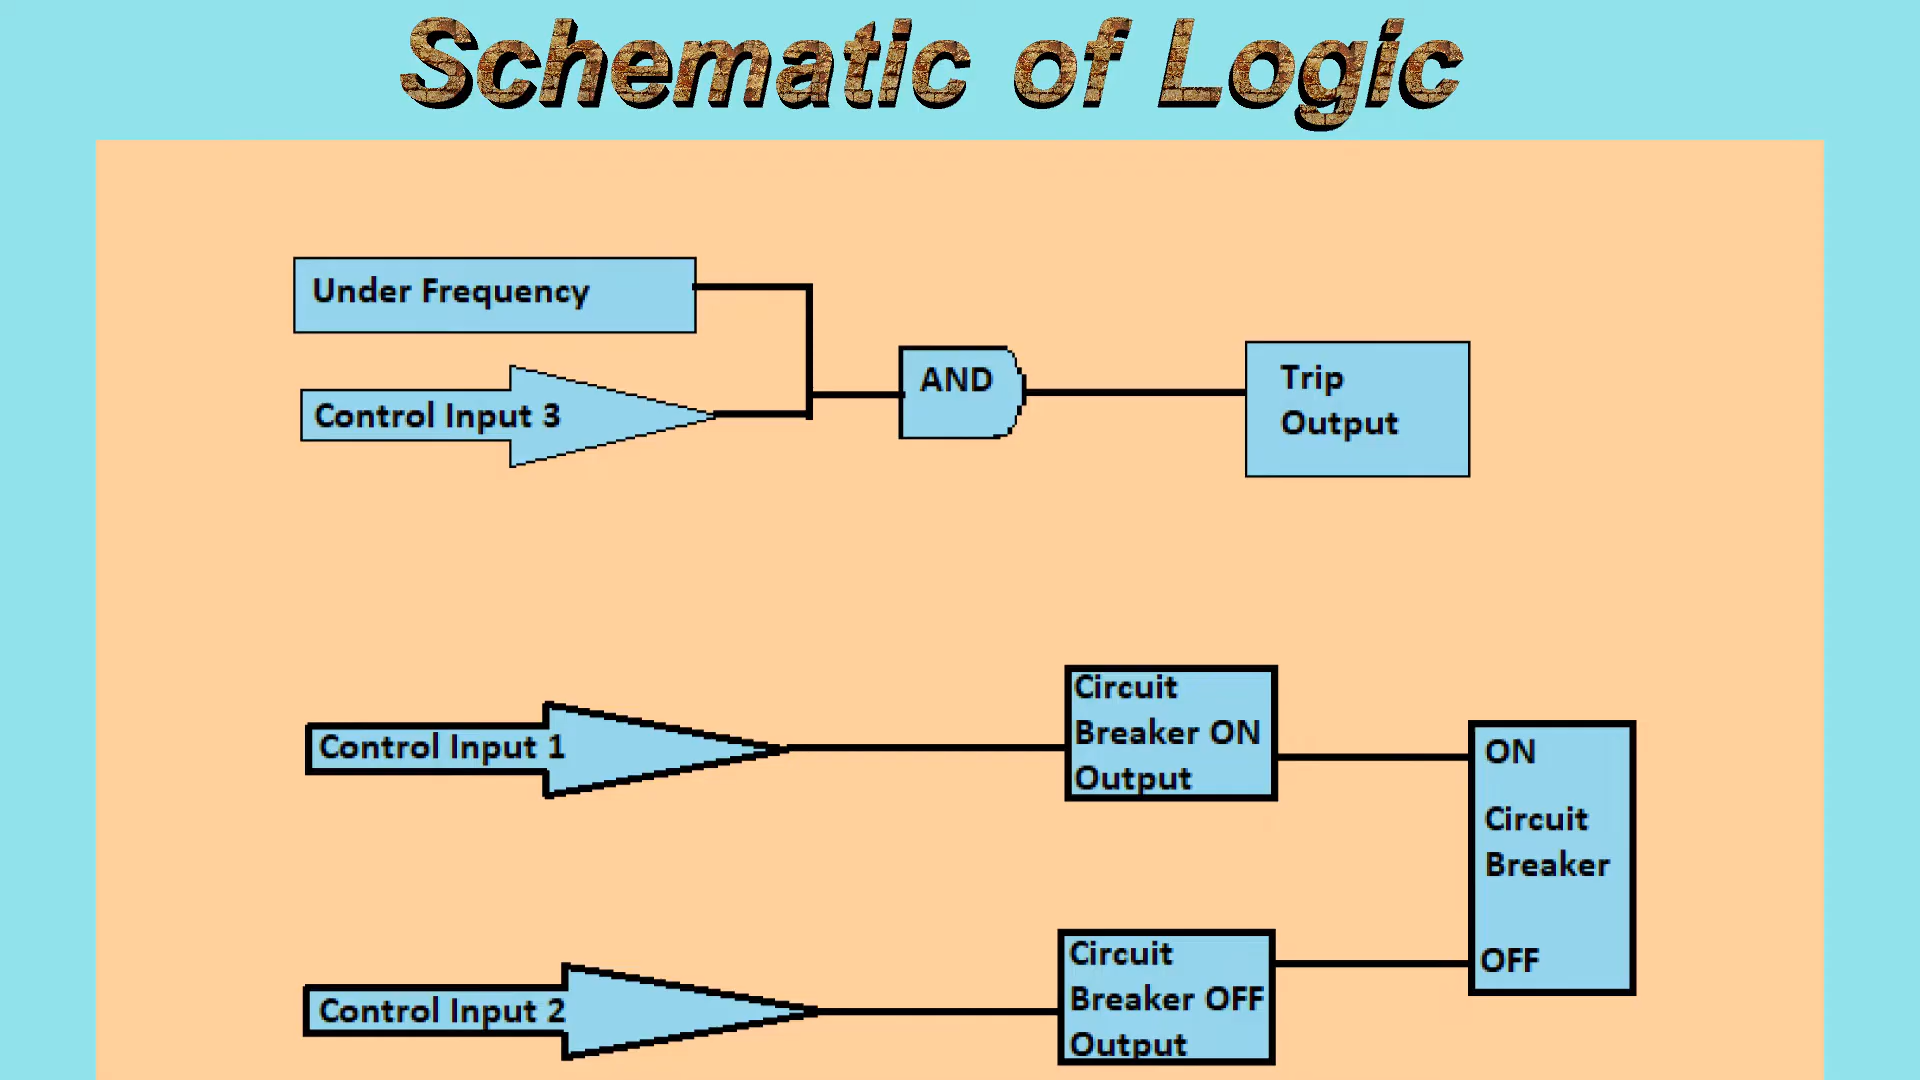 Schematic of Logic
Under Frequency
Control Input 3
AND
Trip
Output
Control Input 1
Circuit
Breaker ON
Output
ON
Circuit
Breaker
OFF
Control Input 2
Circuit
Breaker OFF
Output